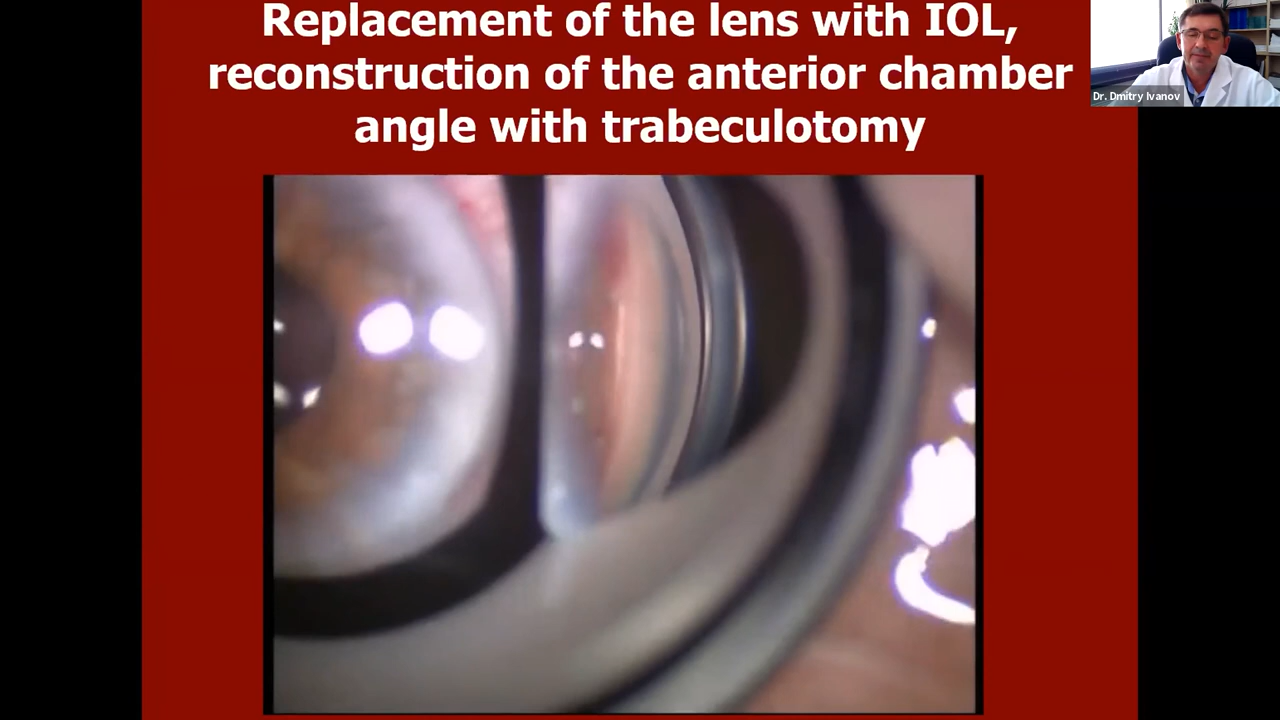 Replacement of the lens with IOL,
reconstruction of the anterior chamber
angle with trabeculotomy
Dr. Dmitry Ivanov